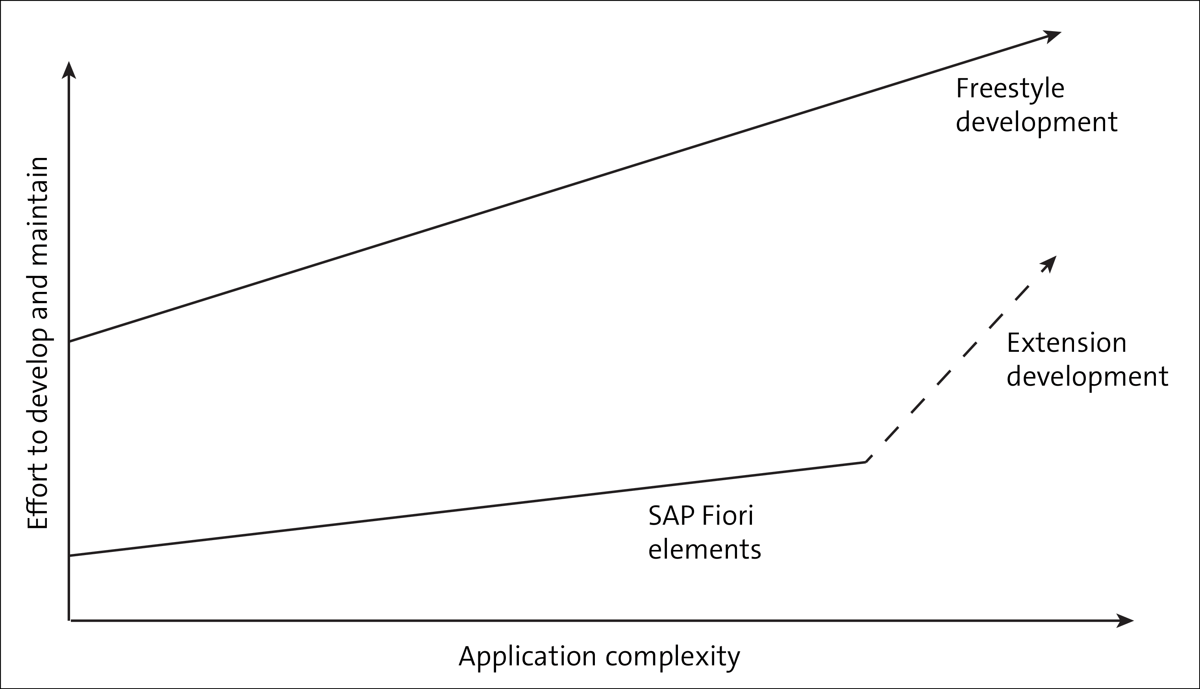 Freestyle
development
Effort to develop and maintain
Extension
development
SAP Fiori
elements
Application complexity